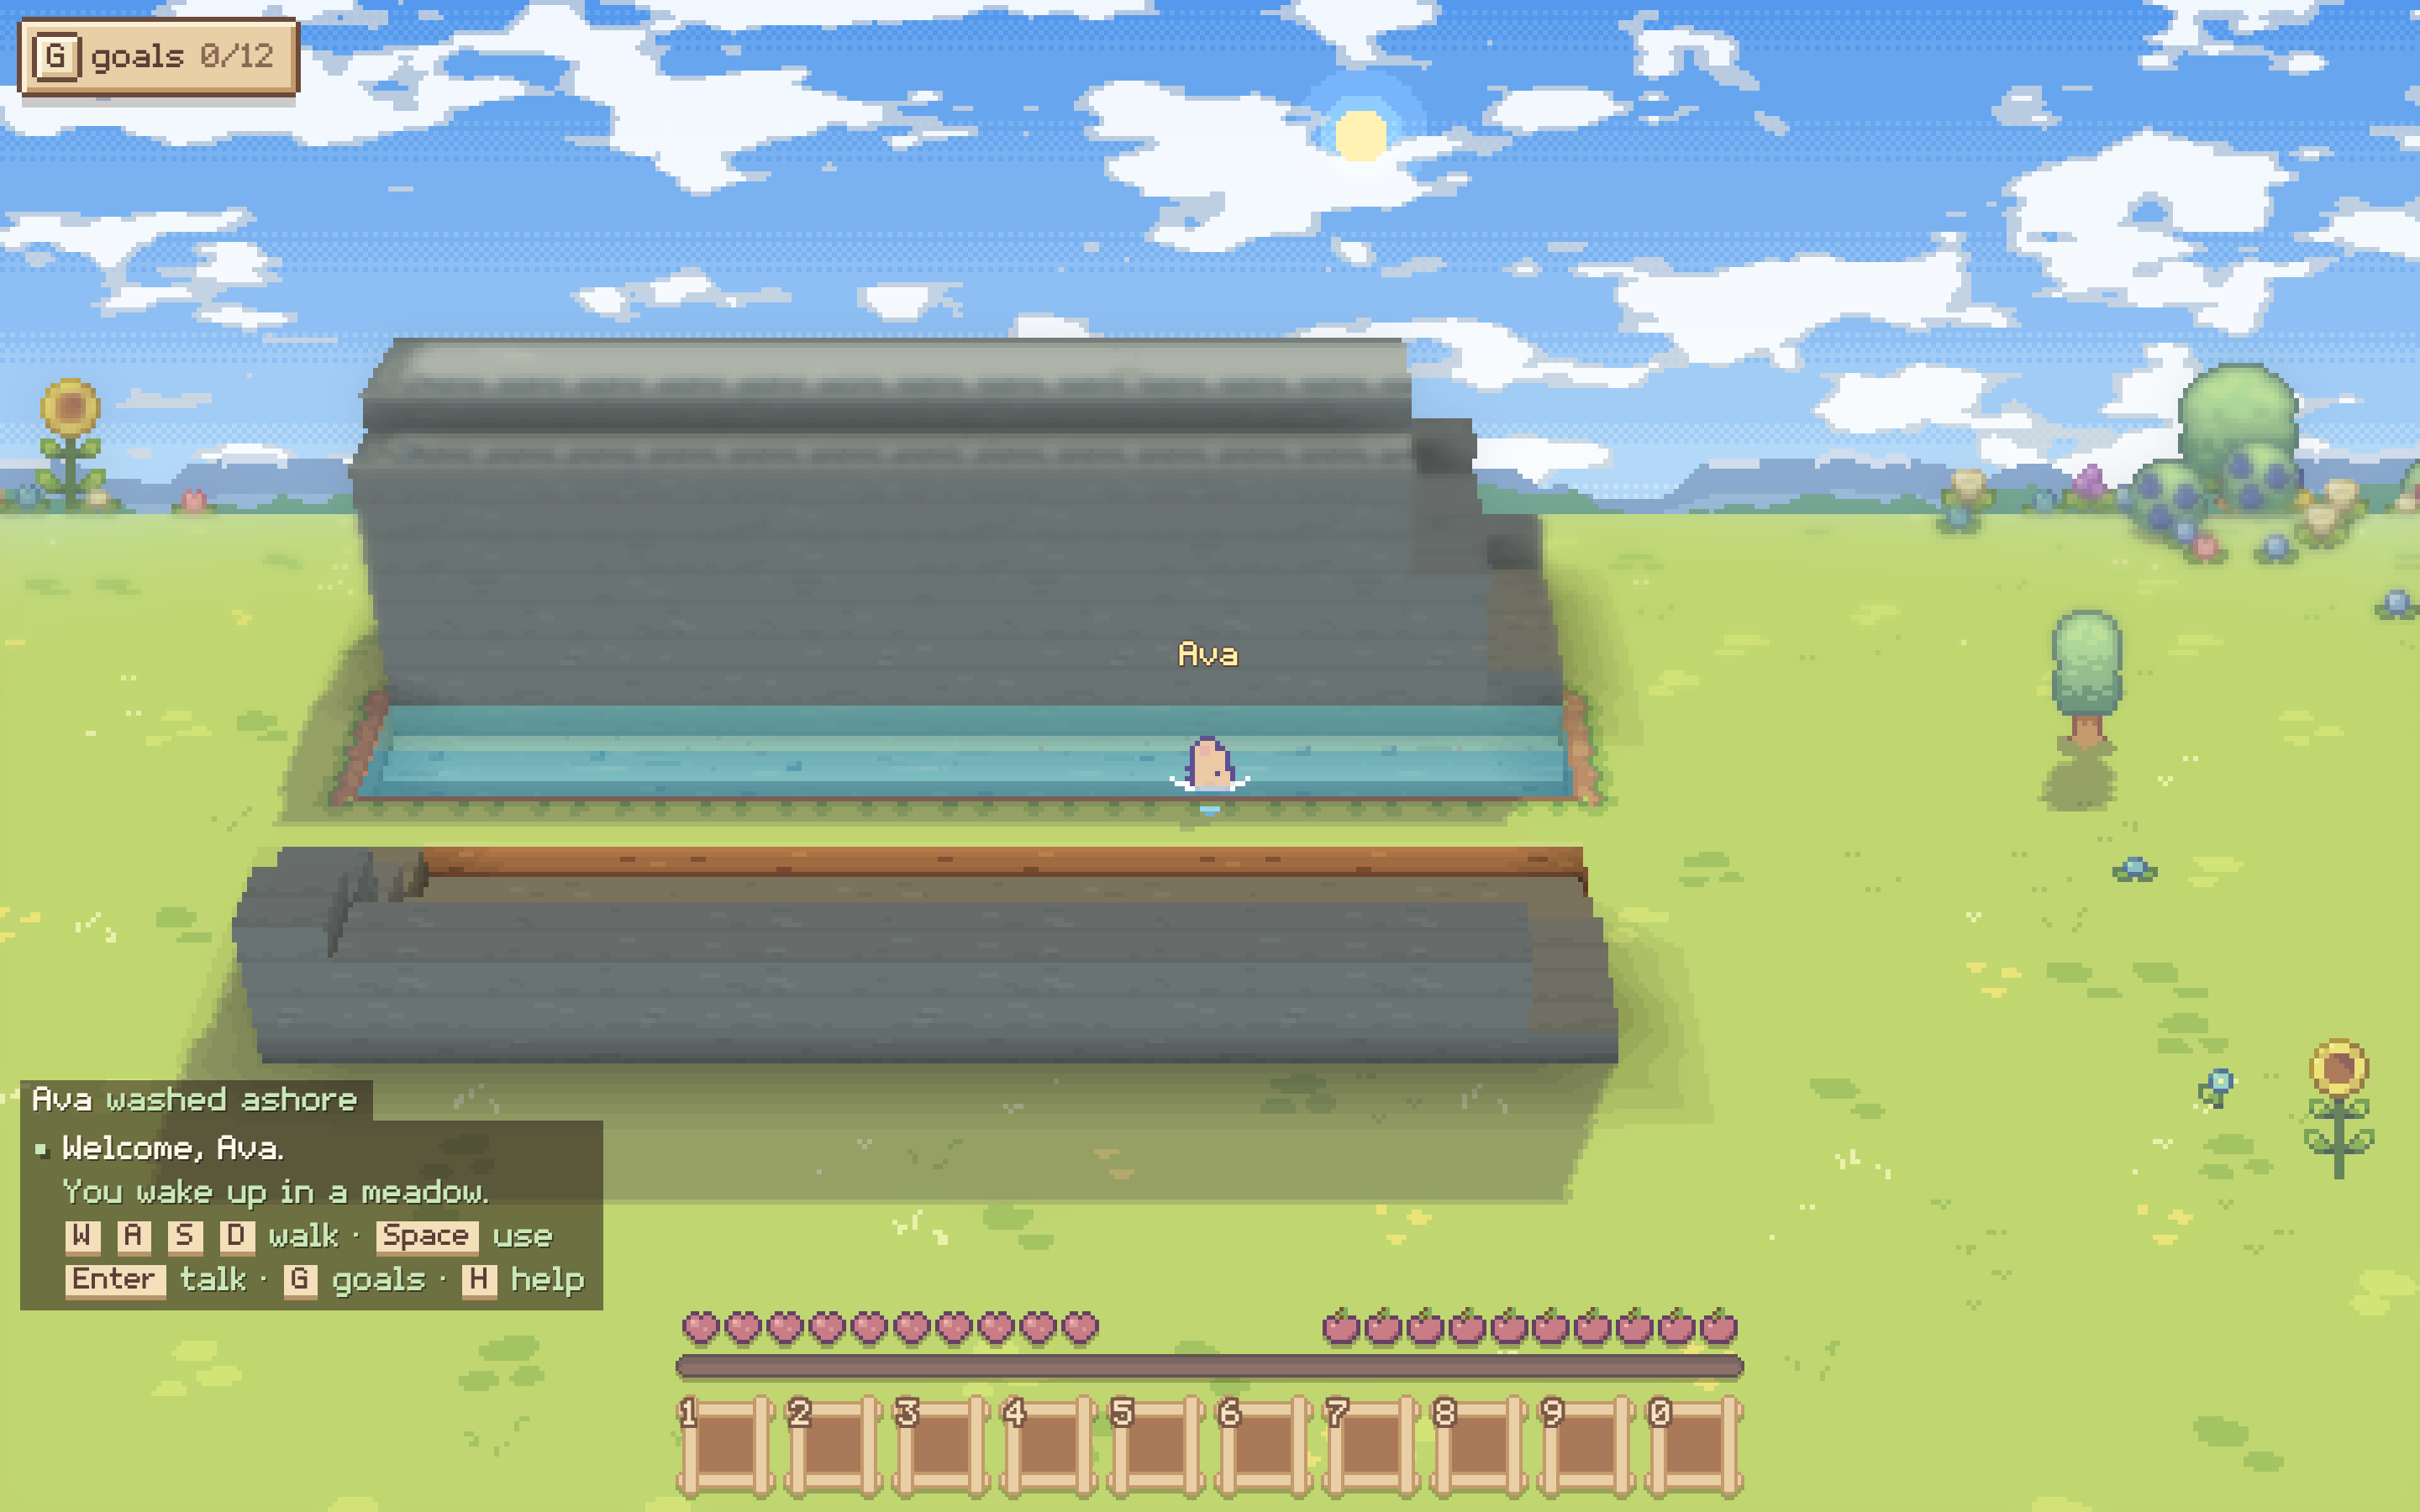 G goals 0/12
Ava
Ava washed ashore
Welcome, Ava.
You wake up in a meadow.
W A S D walk · Space use
Enter talk · G goals · H help
1 2 3 4 5 6 7 8 9 0